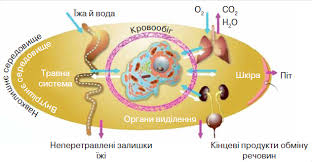 Їжа й вода
Кровообіг
O₂
CO₂
H₂O
Навколишнє середовище
Внутрішнє середовище
Травна
система
Шкіра
Піт
Органи виділення
Неперетравлені залишки
їжі
Кінцеві продукти обміну
речовин